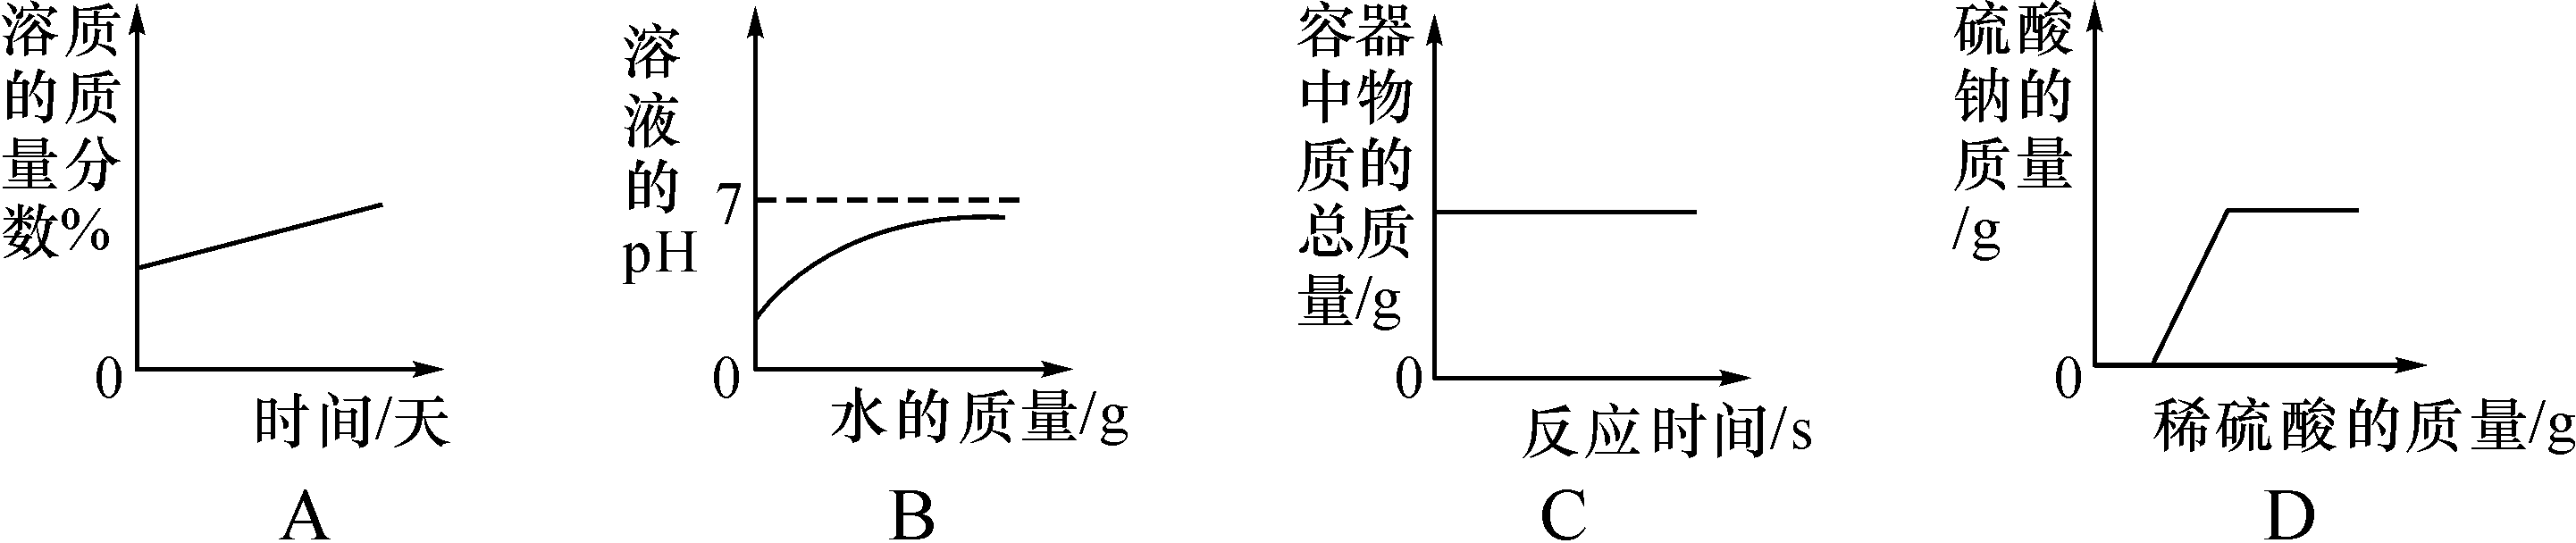 溶质
的质
量分
数%
0
时间/天
A
溶
液
的
pH
7
0
水的质量/g
B
容器
中物
质的
总质
量/g
0
反应时间/s
C
硫酸
钠的
质量
/g
0
稀硫酸的质量/g
D